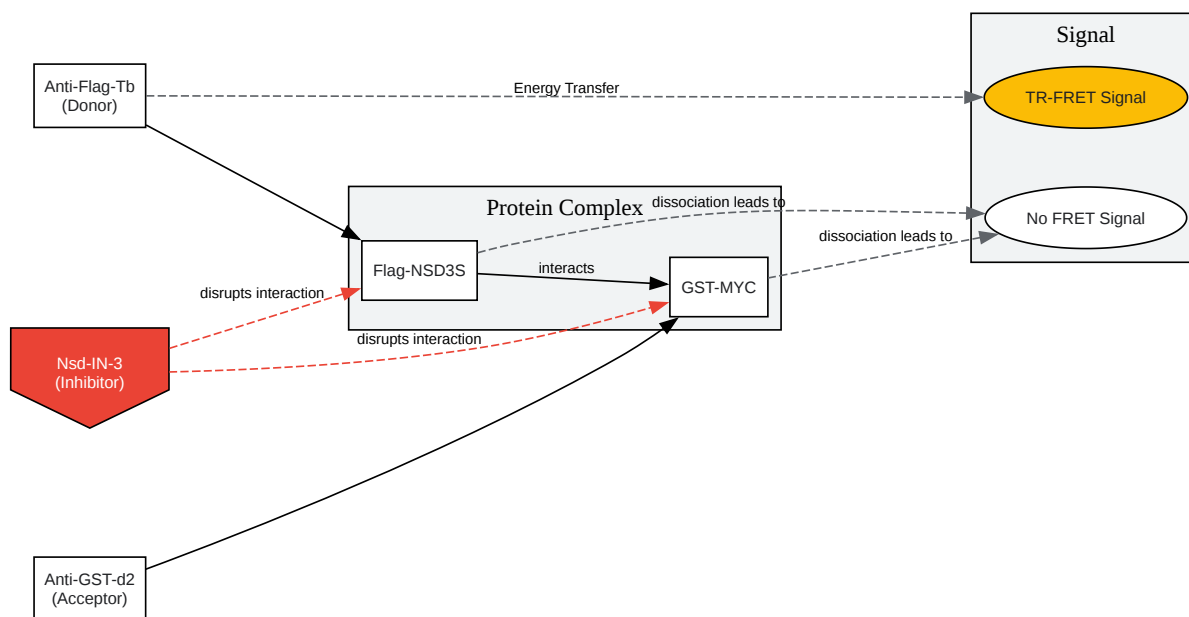 Signal
Anti-Flag-Tb
(Donor)
Energy Transfer
TR-FRET Signal
Protein Complex
dissociation leads to
No FRET Signal
dissociation leads to
Flag-NSD3S
interacts
GST-MYC
disrupts interaction
disrupts interaction
Nsd-IN-3
(Inhibitor)
Anti-GST-d2
(Acceptor)